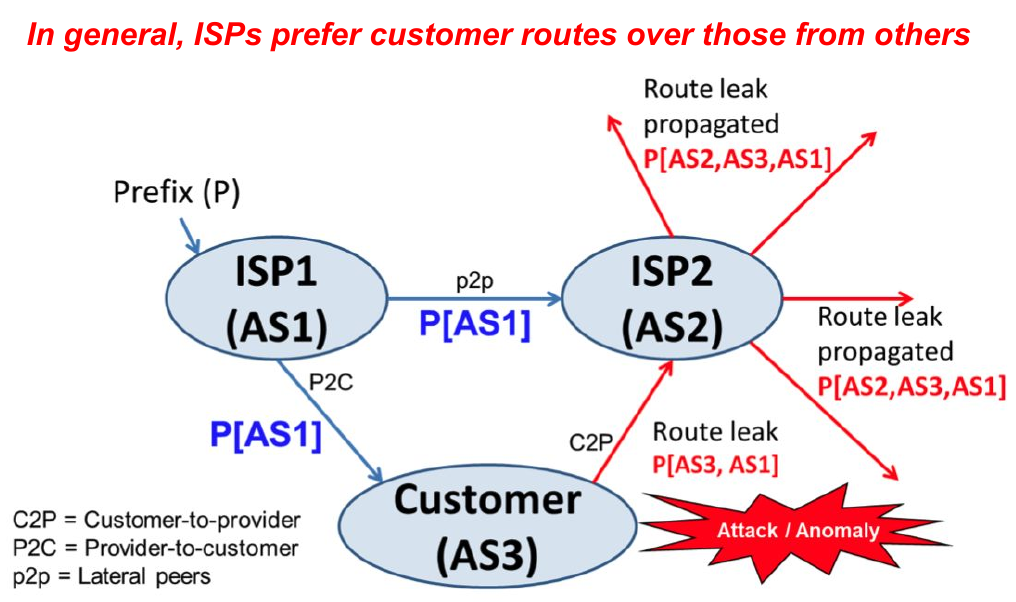 In general, ISPs prefer customer routes over those from others
Route leak
propagated
P[AS2,AS3,AS1]
Prefix (P)
ISP1
(AS1)
p2p
P[AS1]
ISP2
(AS2)
Route leak
propagated
P[AS2,AS3,AS1]
P2C
P[AS1]
C2P
Route leak
P[AS3, AS1]
Customer
(AS3)
Attack / Anomaly
C2P = Customer-to-provider
P2C = Provider-to-customer
p2p = Lateral peers